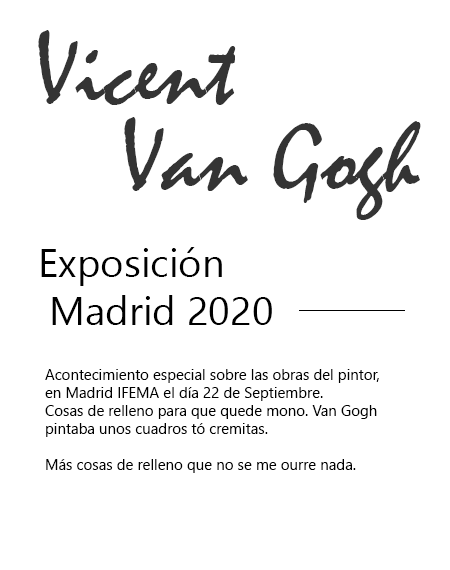 Vicent
Van Gogh
Exposición
Madrid 2020
Acontecimiento especial sobre las obras del pintor,
en Madrid IFEMA el día 22 de Septiembre.
Cosas de relleno para que quede mono. Van Gogh
pintaba unos cuadros tó cremitas.
Más cosas de relleno que no se me ourre nada.